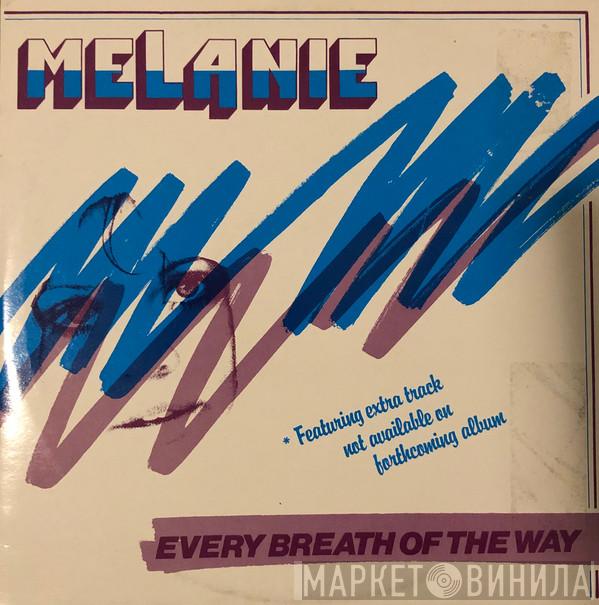 MELANIE
* Featuring extra track
not available on
forthcoming album
EVERY BREATH OF THE WAY
МАРКЕТ ВИНИЛА